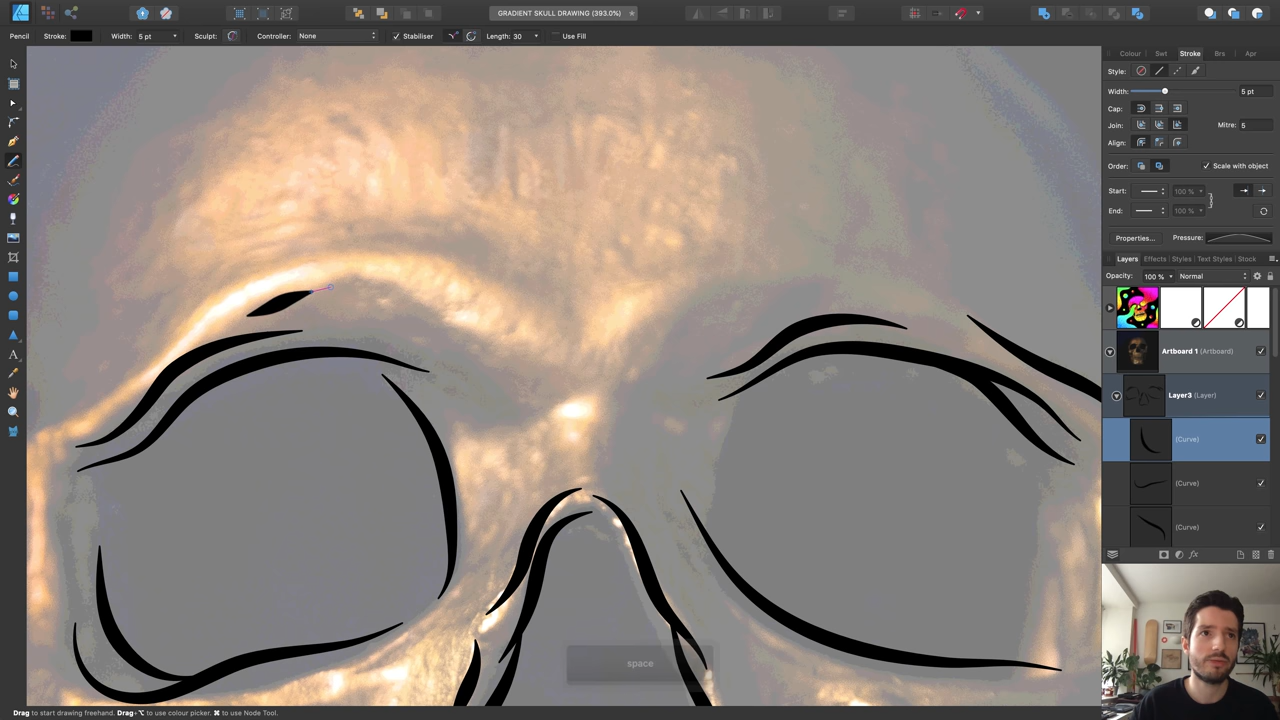 GRADIENT SKULL DRAWING (393.0%)
Pencil Stroke: Width: 5 pt Sculpt: Controller: None Stabiliser Length: 30 Use Fill
Colour Swt Stroke Brs Apr
Style:
Width: 5 pt
Cap:
Join: Mitre: 5
Align:
Order: Scale with object
Start: 100 %
End: 100 %
Properties... Pressure:
Layers Effects Styles Text Styles Stock
Opacity: 100 % Normal
Artboard 1 (Artboard)
Layer3 (Layer)
(Curve)
(Curve)
(Curve)
space
Drag to start drawing freehand. Drag+⌥ to use colour picker. ⌘ to use Node Tool.